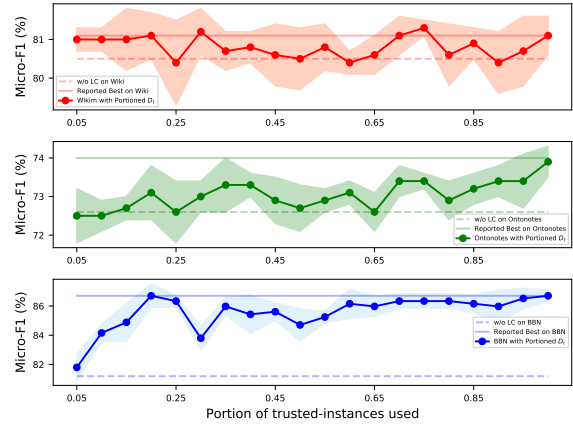 Micro-F1 (%)
81
80
w/o LC on Wiki
Reported Best on Wiki
Wikim with Portioned Dₜ
0.05 0.25 0.45 0.65 0.85
Micro-F1 (%)
74
73
72
w/o LC on Ontonotes
Reported Best on Ontonotes
Ontonotes with Portioned Dₜ
0.05 0.25 0.45 0.65 0.85
Micro-F1 (%)
86
84
82
w/o LC on BBN
Reported Best on BBN
BBN with Portioned Dₜ
0.05 0.25 0.45 0.65 0.85
Portion of trusted-instances used